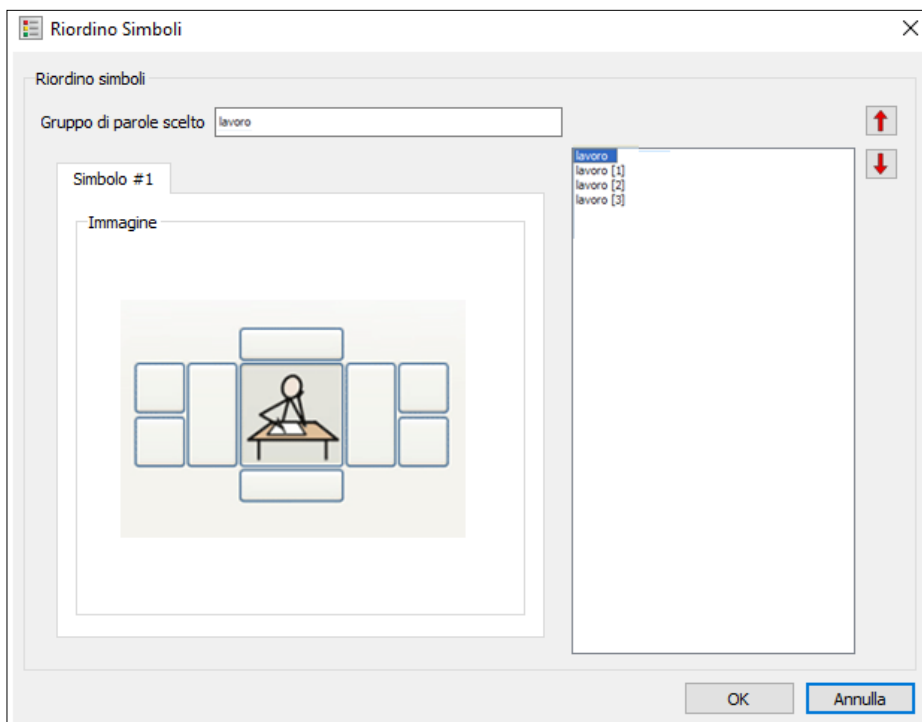 Riordino Simboli
Riordino simboli
Gruppo di parole scelto lavoro
Simbolo #1
Immagine
lavoro
lavoro [1]
lavoro [2]
lavoro [3]
OK Annulla